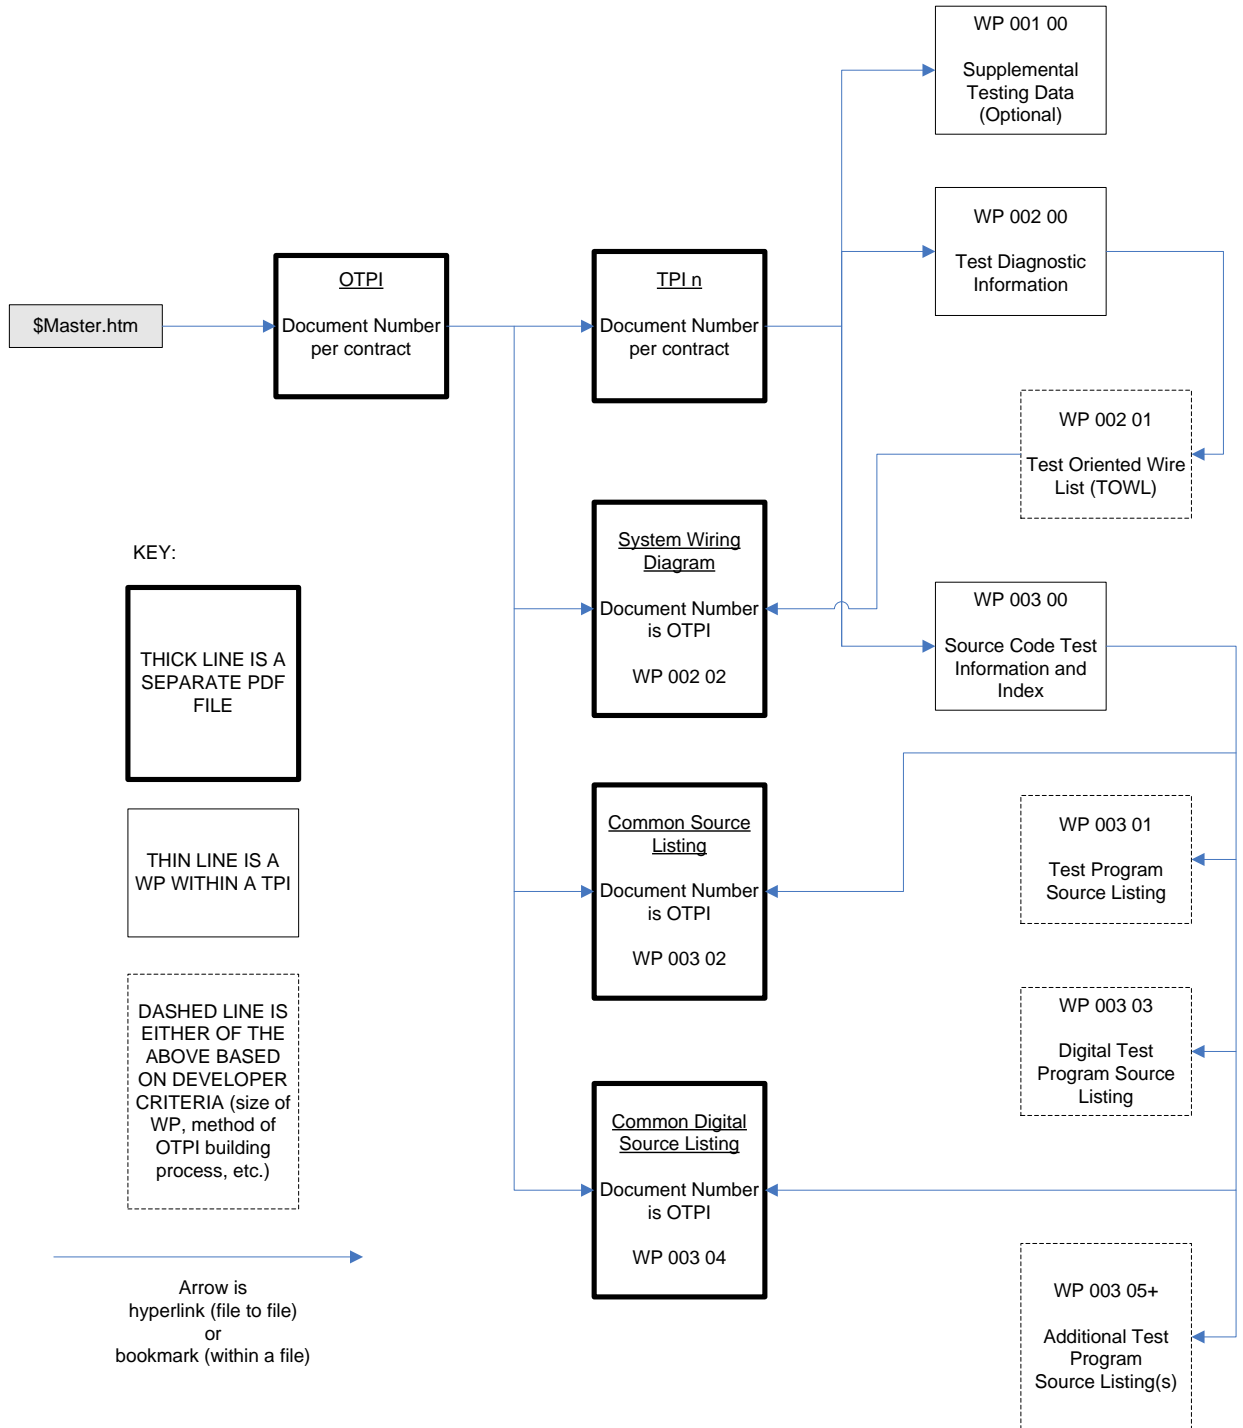 WP 001 00
Supplemental
Testing Data
(Optional)
WP 002 00
Test Diagnostic
Information
OTPI
Document Number
per contract
TPI n
Document Number
per contract
$Master.htm
WP 002 01
Test Oriented Wire
List (TOWL)
System Wiring
Diagram
Document Number
is OTPI
WP 002 02
KEY:
THICK LINE IS A
SEPARATE PDF
FILE
WP 003 00
Source Code Test
Information and
Index
Common Source
Listing
Document Number
is OTPI
WP 003 02
THIN LINE IS A
WP WITHIN A TPI
WP 003 01
Test Program
Source Listing
DASHED LINE IS
EITHER OF THE
ABOVE BASED
ON DEVELOPER
CRITERIA (size of
WP, method of
OTPI building
process, etc.)
WP 003 03
Digital Test
Program Source
Listing
Common Digital
Source Listing
Document Number
is OTPI
WP 003 04
Arrow is
hyperlink (file to file)
or
bookmark (within a file)
WP 003 05+
Additional Test
Program
Source Listing(s)